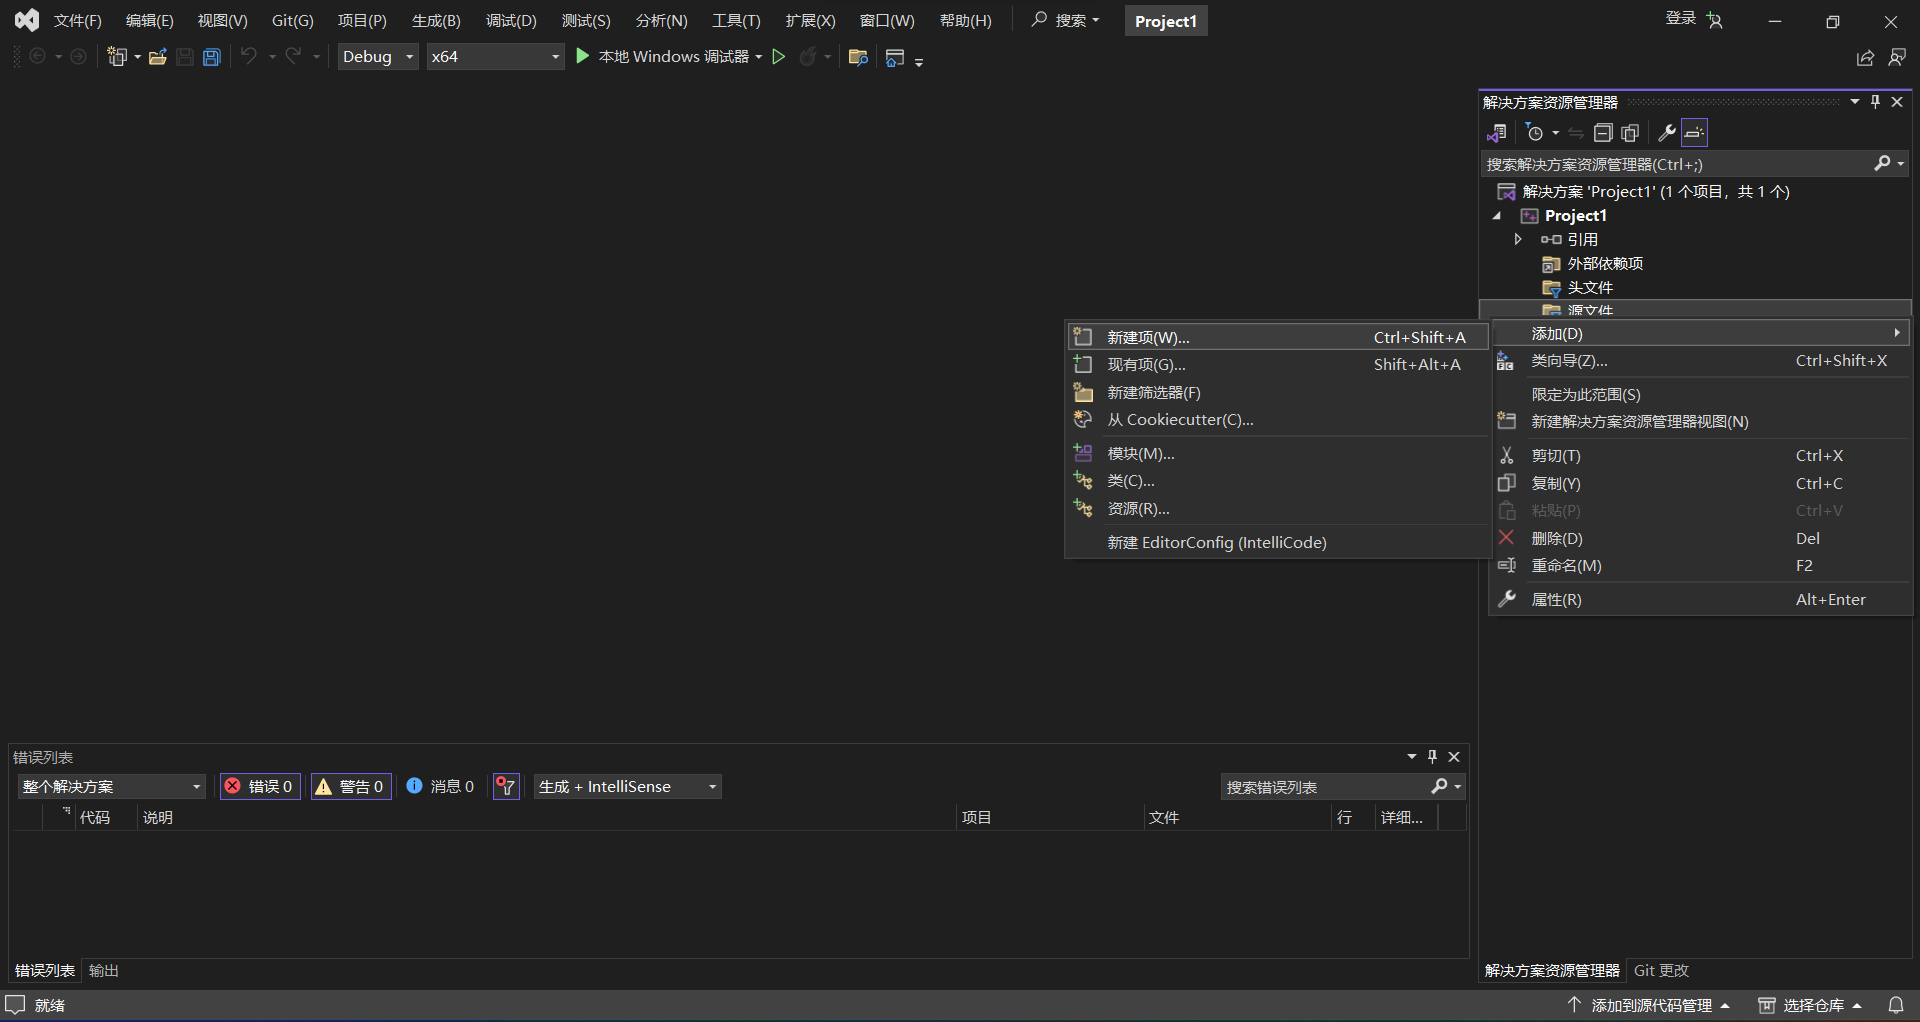 文件(F) 编辑(E) 视图(V) Git(G) 项目(P) 生成(B) 调试(D) 测试(S) 分析(N) 工具(T) 扩展(X) 窗口(W) 帮助(H) 搜索 Project1 登录
Debug x64 本地 Windows 调试器
解决方案资源管理器
搜索解决方案资源管理器(Ctrl+;)
解决方案 'Project1' (1 个项目，共 1 个)
Project1
引用
外部依赖项
头文件
源文件
新建项(W)... Ctrl+Shift+A
现有项(G)... Shift+Alt+A
新建筛选器(F)
从 Cookiecutter(C)...
模块(M)...
类(C)...
资源(R)...
新建 EditorConfig (IntelliCode)
添加(D)
类向导(Z)... Ctrl+Shift+X
限定为此范围(S)
新建解决方案资源管理器视图(N)
剪切(T) Ctrl+X
复制(Y) Ctrl+C
粘贴(P) Ctrl+V
删除(D) Del
重命名(M) F2
属性(R) Alt+Enter
错误列表
整个解决方案 错误 0 警告 0 消息 0 生成 + IntelliSense 搜索错误列表
代码 说明 项目 文件 行 详细...
错误列表 输出
解决方案资源管理器 Git 更改
就绪 添加到源代码管理 选择仓库